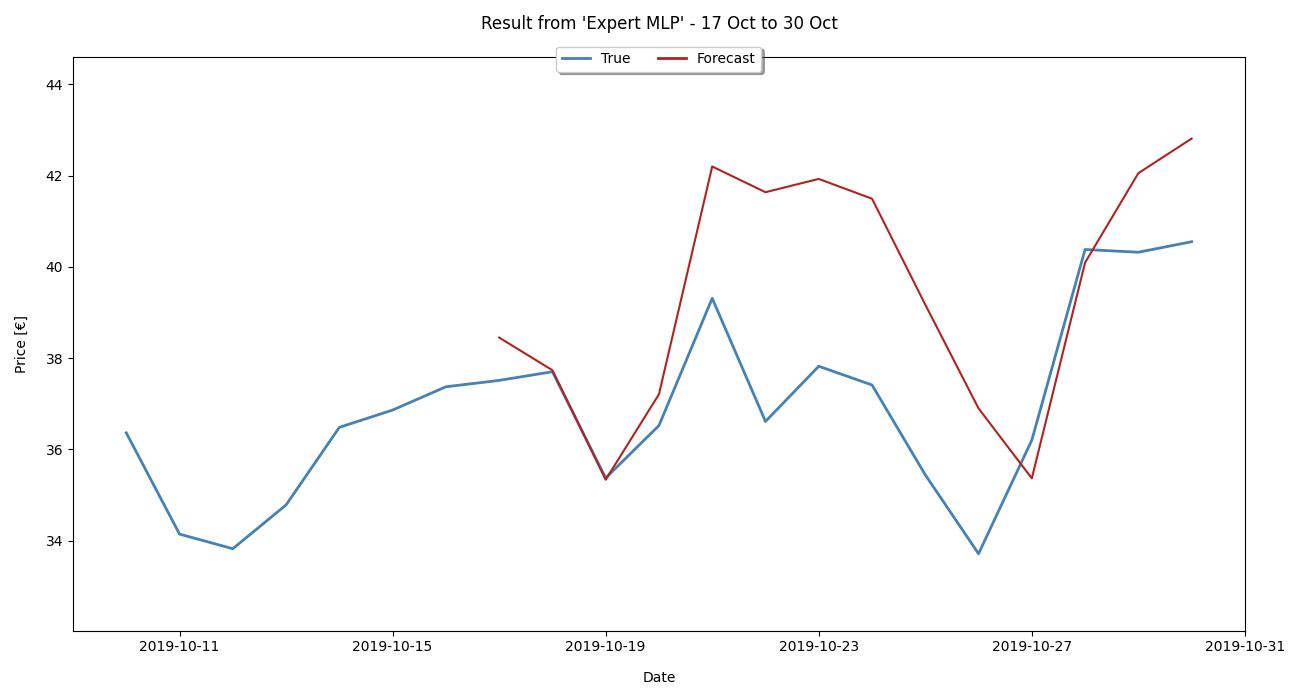 Result from 'Expert MLP' - 17 Oct to 30 Oct
True Forecast
44
42
40
38
36
34
Price [€]
2019-10-11 2019-10-15 2019-10-19 2019-10-23 2019-10-27 2019-10-31
Date